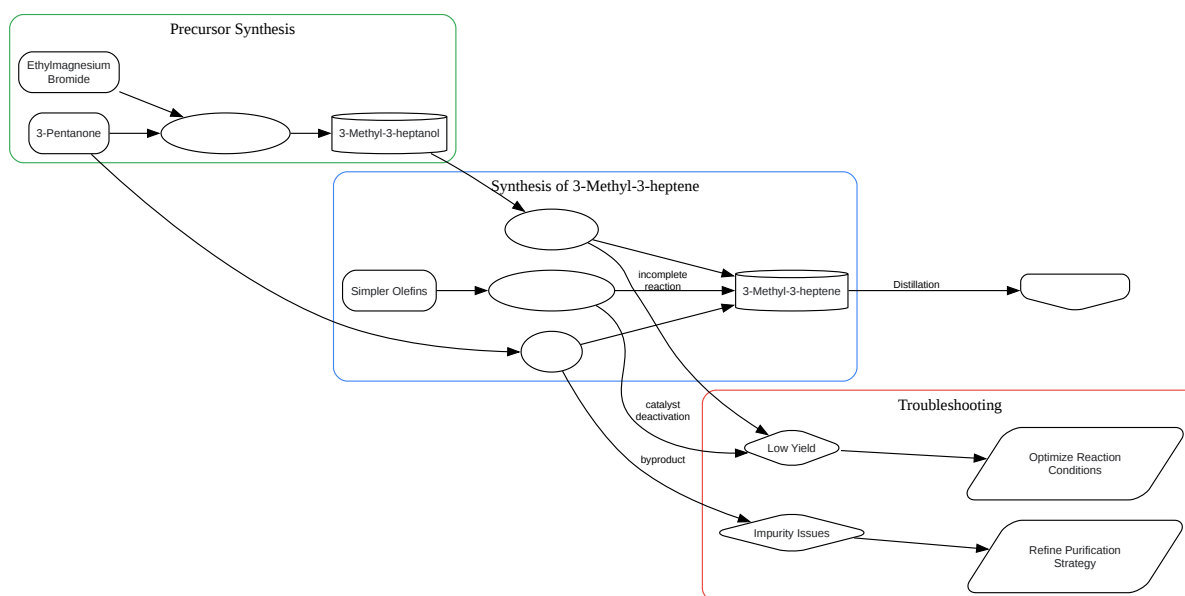 Precursor Synthesis
Ethylmagnesium
Bromide
3-Pentanone
3-Methyl-3-heptanol
Synthesis of 3-Methyl-3-heptene
Simpler Olefins
incomplete
reaction
3-Methyl-3-heptene
Distillation
catalyst
deactivation
byproduct
Troubleshooting
Low Yield
Optimize Reaction
Conditions
Impurity Issues
Refine Purification
Strategy